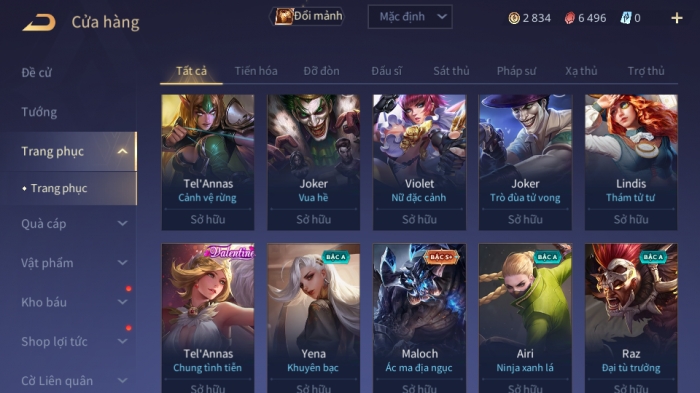 Cửa hàng
Đổi mảnh
Mặc định
2 834
6 496
0
Đề cử
Tướng
Trang phục
Trang phục
Quà cáp
Vật phẩm
Kho báu
Shop lợi tức
Cờ Liên quân
Tất cả Tiến hóa Đỡ đòn Đấu sĩ Sát thủ Pháp sư Xạ thủ Trợ thủ
Tel'Annas
Cảnh vệ rừng
Sở hữu
Joker
Vua hề
Sở hữu
Violet
Nữ đặc cảnh
Sở hữu
Joker
Trò đùa tử vong
Sở hữu
Lindis
Thám tử tư
Sở hữu
Valentine
Tel'Annas
Chung tình tiễn
Sở hữu
BẬC A
Yena
Khuyên bạc
Sở hữu
BẬC S+
Maloch
Ác ma địa ngục
Sở hữu
BẬC A
Airi
Ninja xanh lá
Sở hữu
BẬC A
Raz
Đại tù trưởng
Sở hữu